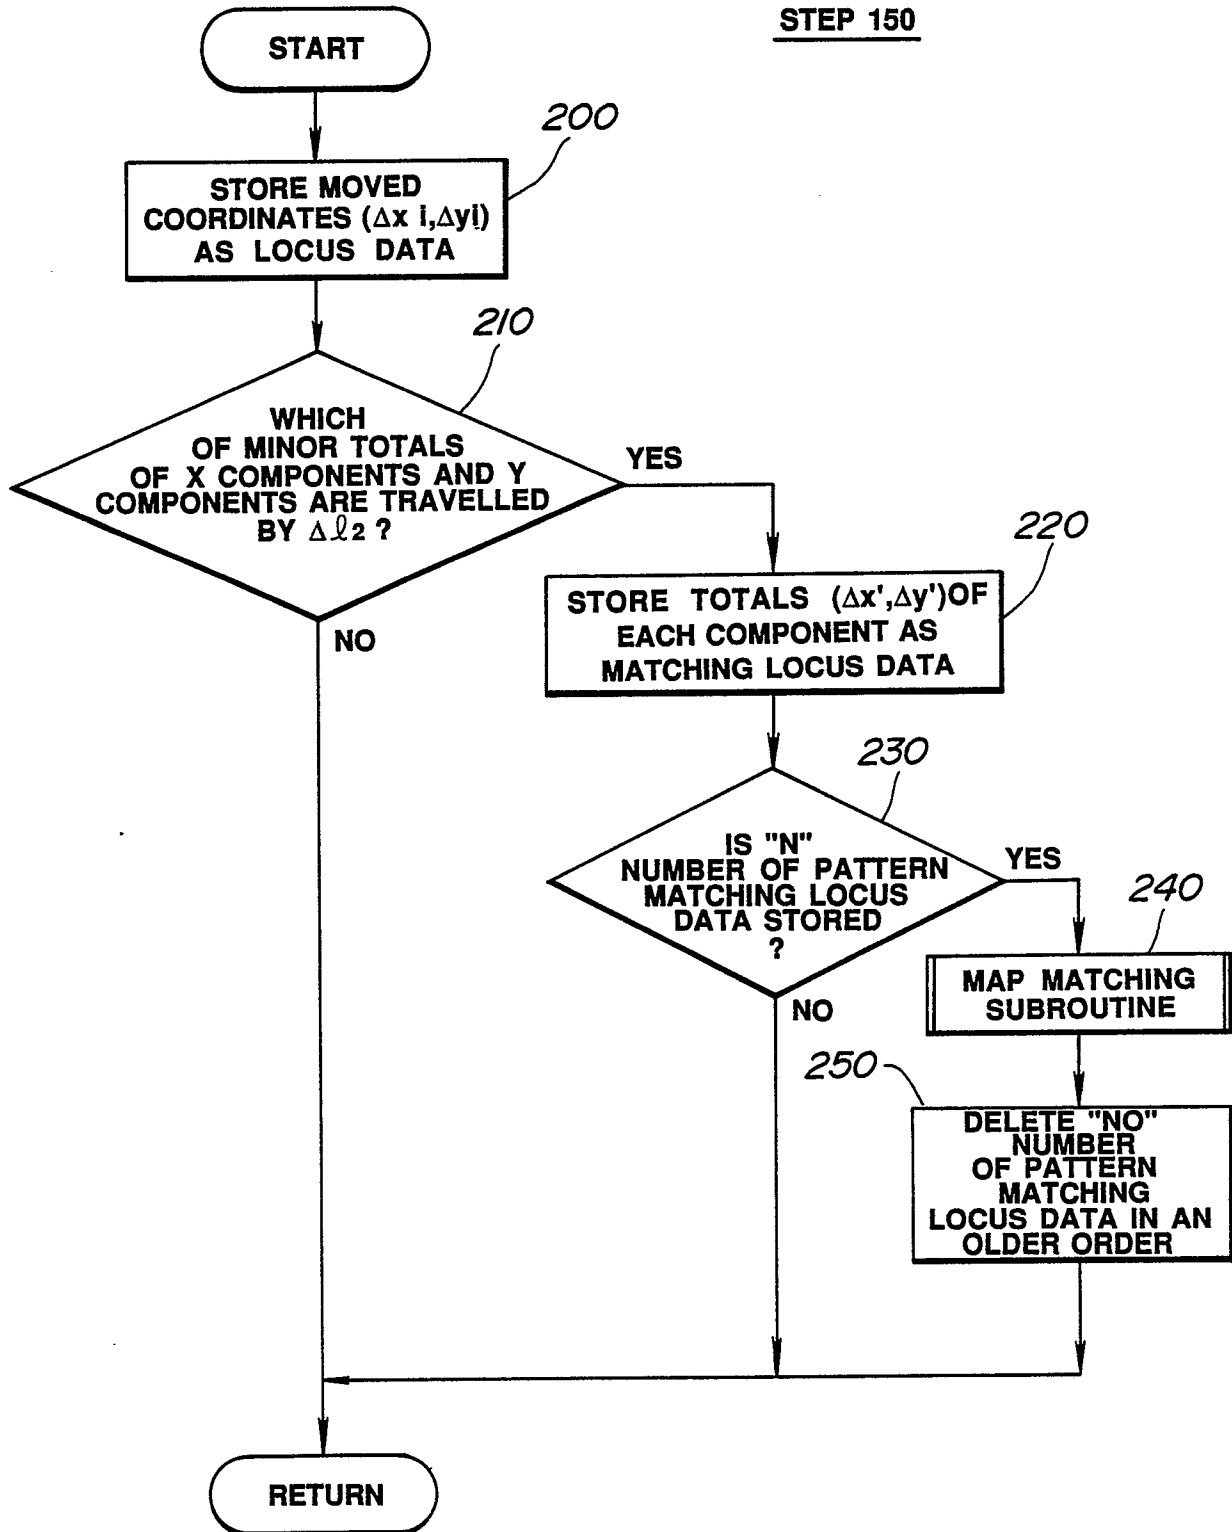 STEP 150
START
200
STORE MOVED
COORDINATES (Δx i,Δyi)
AS LOCUS DATA
210
WHICH
OF MINOR TOTALS
OF X COMPONENTS AND Y
COMPONENTS ARE TRAVELLED
BY Δℓ2 ?
YES
NO
220
STORE TOTALS (Δx',Δy')OF
EACH COMPONENT AS
MATCHING LOCUS DATA
230
IS "N"
NUMBER OF PATTERN
MATCHING LOCUS
DATA STORED
?
YES
NO
240
MAP MATCHING
SUBROUTINE
250
DELETE "NO"
NUMBER
OF PATTERN
MATCHING
LOCUS DATA IN AN
OLDER ORDER
RETURN